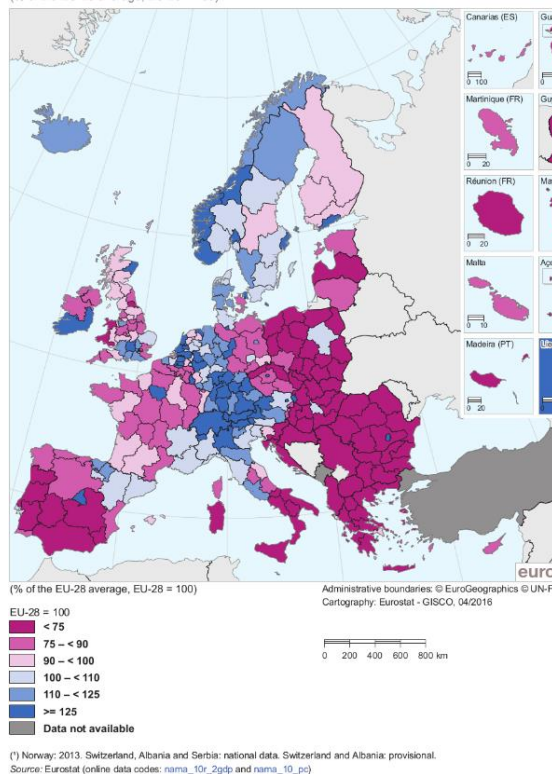 Canarias (ES)
0 100
Martinique (FR)
0 20
Réunion (FR)
0 20
Malta
0 10
Madeira (PT)
0 20
(% of the EU-28 average, EU-28 = 100)
Administrative boundaries: © EuroGeographics © UN-F
Cartography: Eurostat - GISCO, 04/2016
EU-28 = 100
< 75
75 – < 90
90 – < 100
100 – < 110
110 – < 125
>= 125
Data not available
0 200 400 600 800 km
(¹) Norway: 2013. Switzerland, Albania and Serbia: national data. Switzerland and Albania: provisional.
Source: Eurostat (online data codes: nama_10r_2gdp and nama_10_pc)